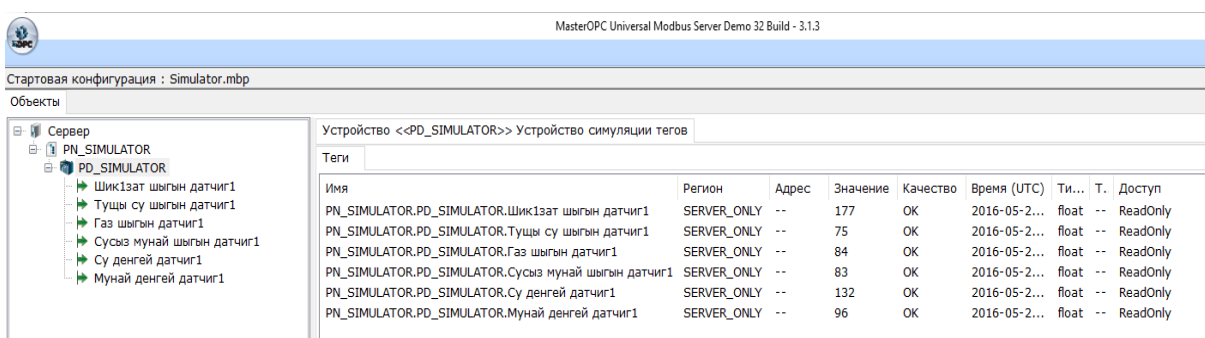 MasterOPC Universal Modbus Server Demo 32 Build - 3.1.3
Стартовая конфигурация : Simulator.mbp
Объекты
Сервер
PN_SIMULATOR
PD_SIMULATOR
Шик1зат шыгын датчиг1
Тущы су шыгын датчиг1
Газ шыгын датчиг1
Сусыз мунай шыгын датчиг1
Су денгей датчиг1
Мунай денгей датчиг1
Устройство <<PD_SIMULATOR>> Устройство симуляции тегов
Теги
Имя Регион Адрес Значение Качество Время (UTC) Ти... Т. Доступ
PN_SIMULATOR.PD_SIMULATOR.Шик1зат шыгын датчиг1 SERVER_ONLY -- 177 OK 2016-05-2... float -- ReadOnly
PN_SIMULATOR.PD_SIMULATOR.Тущы су шыгын датчиг1 SERVER_ONLY -- 75 OK 2016-05-2... float -- ReadOnly
PN_SIMULATOR.PD_SIMULATOR.Газ шыгын датчиг1 SERVER_ONLY -- 84 OK 2016-05-2... float -- ReadOnly
PN_SIMULATOR.PD_SIMULATOR.Сусыз мунай шыгын датчиг1 SERVER_ONLY -- 83 OK 2016-05-2... float -- ReadOnly
PN_SIMULATOR.PD_SIMULATOR.Су денгей датчиг1 SERVER_ONLY -- 132 OK 2016-05-2... float -- ReadOnly
PN_SIMULATOR.PD_SIMULATOR.Мунай денгей датчиг1 SERVER_ONLY -- 96 OK 2016-05-2... float -- ReadOnly